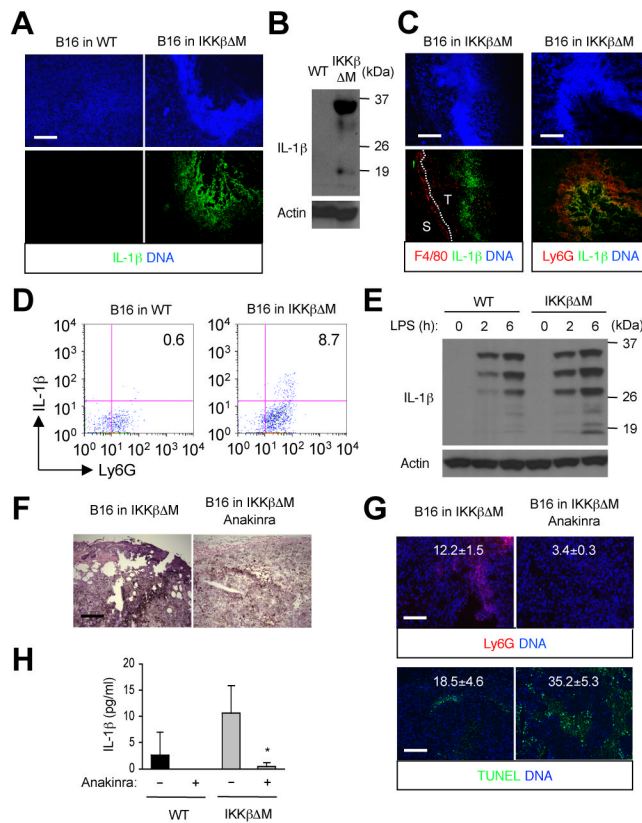 A
B16 in WT
B16 in IKKβΔM
IL-1β DNA
B
WT
IKKβ
ΔM
(kDa)
37
26
19
IL-1β
Actin
C
B16 in IKKβΔM
B16 in IKKβΔM
T
S
F4/80 IL-1β DNA
Ly6G IL-1β DNA
D
B16 in WT
B16 in IKKβΔM
10⁴
10³
10²
10¹
10⁰
0.6
10⁴
10³
10²
10¹
10⁰
8.7
10⁰ 10¹ 10² 10³ 10⁴
10⁰ 10¹ 10² 10³ 10⁴
IL-1β
Ly6G
E
WT
IKKβΔM
LPS (h): 0 2 6 0 2 6 (kDa)
37
26
19
IL-1β
Actin
F
B16 in IKKβΔM
B16 in IKKβΔM
Anakinra
G
B16 in IKKβΔM
B16 in IKKβΔM
Anakinra
12.2±1.5
3.4±0.3
Ly6G DNA
18.5±4.6
35.2±5.3
TUNEL DNA
H
IL-1β (pg/ml)
20
15
10
5
0
*
Anakinra: – + – +
WT
IKKβΔM